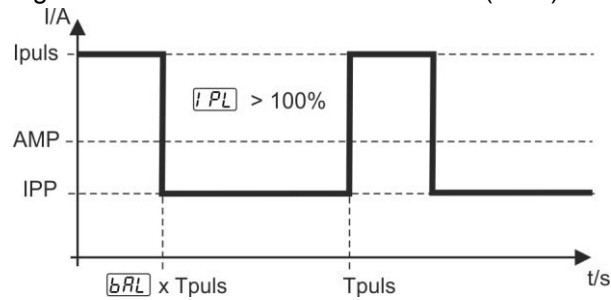 I/A
Ipuls
IPL > 100%
AMP
IPP
bAL x Tpuls
Tpuls
t/s